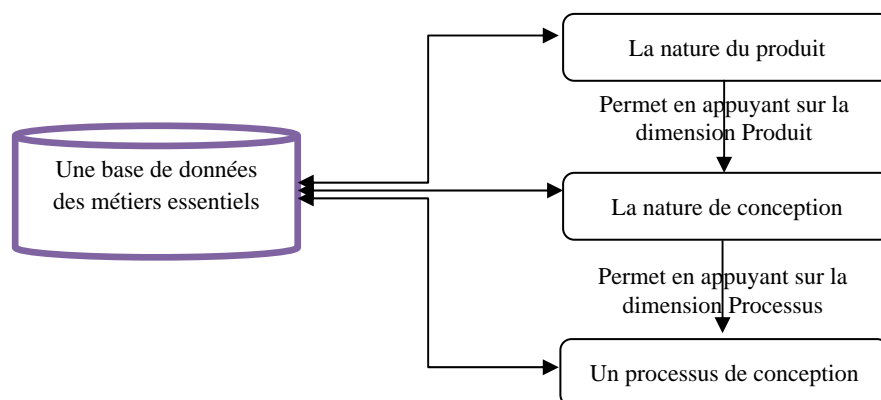 La nature du produit
Permet en appuyant sur la
dimension Produit
Une base de données
des métiers essentiels
La nature de conception
Permet en appuyant sur la
dimension Processus
Un processus de conception